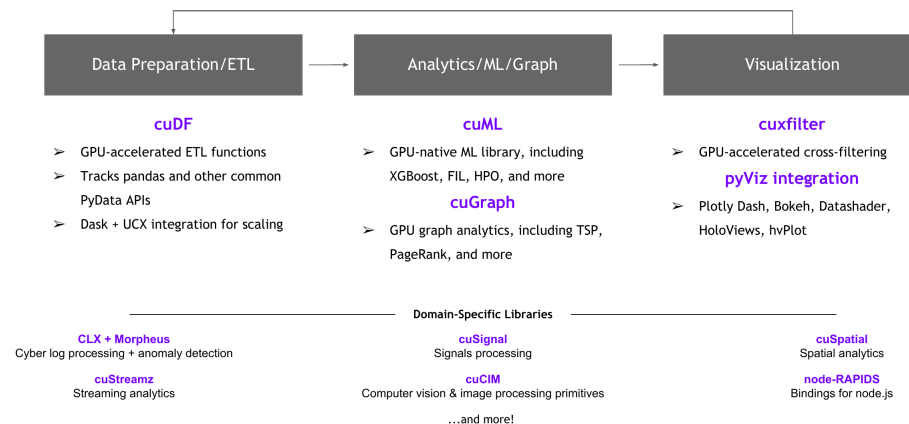 Data Preparation/ETL
Analytics/ML/Graph
Visualization
cuDF
➢ GPU-accelerated ETL functions
➢ Tracks pandas and other common
PyData APIs
➢ Dask + UCX integration for scaling
cuML
➢ GPU-native ML library, including
XGBoost, FIL, HPO, and more
cuGraph
➢ GPU graph analytics, including TSP,
PageRank, and more
cuxfilter
➢ GPU-accelerated cross-filtering
pyViz integration
➢ Plotly Dash, Bokeh, Datashader,
HoloViews, hvPlot
Domain-Specific Libraries
CLX + Morpheus
Cyber log processing + anomaly detection
cuStreamz
Streaming analytics
cuSignal
Signals processing
cuCIM
Computer vision & image processing primitives
cuSpatial
Spatial analytics
node-RAPIDS
Bindings for node.js
...and more!